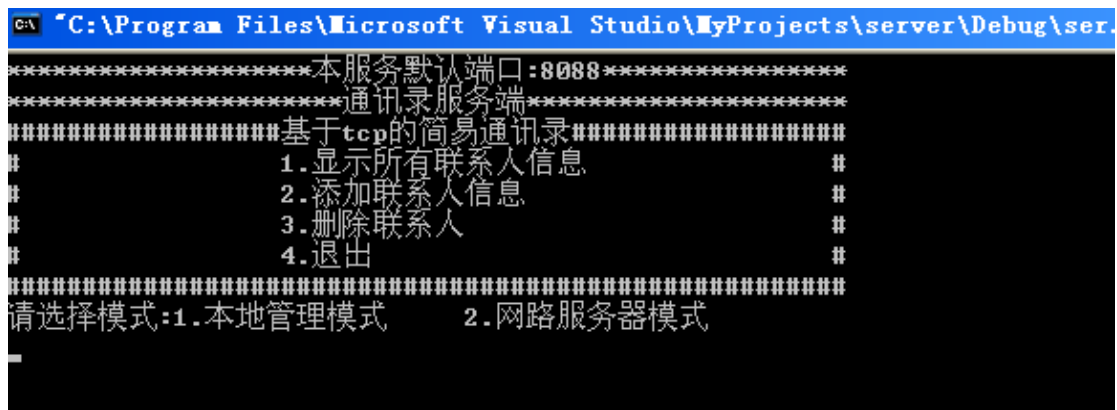 "C:\Program Files\Microsoft Visual Studio\MyProjects\server\Debug\ser.
********************本服务默认端口:8088****************
**********************通讯录服务端*********************
##################基于tcp的简易通讯录##################
# 1.显示所有联系人信息 #
# 2.添加联系人信息 #
# 3.删除联系人 #
# 4.退出 #
#######################################################
请选择模式:1.本地管理模式 2.网路服务器模式